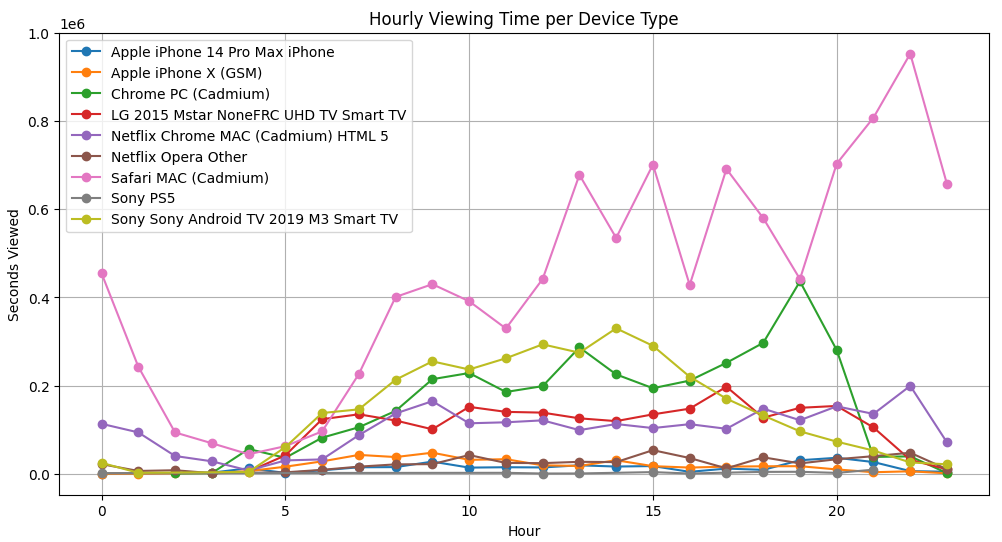 Hourly Viewing Time per Device Type
1e6
Apple iPhone 14 Pro Max iPhone
Apple iPhone X (GSM)
Chrome PC (Cadmium)
LG 2015 Mstar NoneFRC UHD TV Smart TV
Netflix Chrome MAC (Cadmium) HTML 5
Netflix Opera Other
Safari MAC (Cadmium)
Sony PS5
Sony Sony Android TV 2019 M3 Smart TV
Seconds Viewed
1.0
0.8
0.6
0.4
0.2
0.0
0 5 10 15 20
Hour